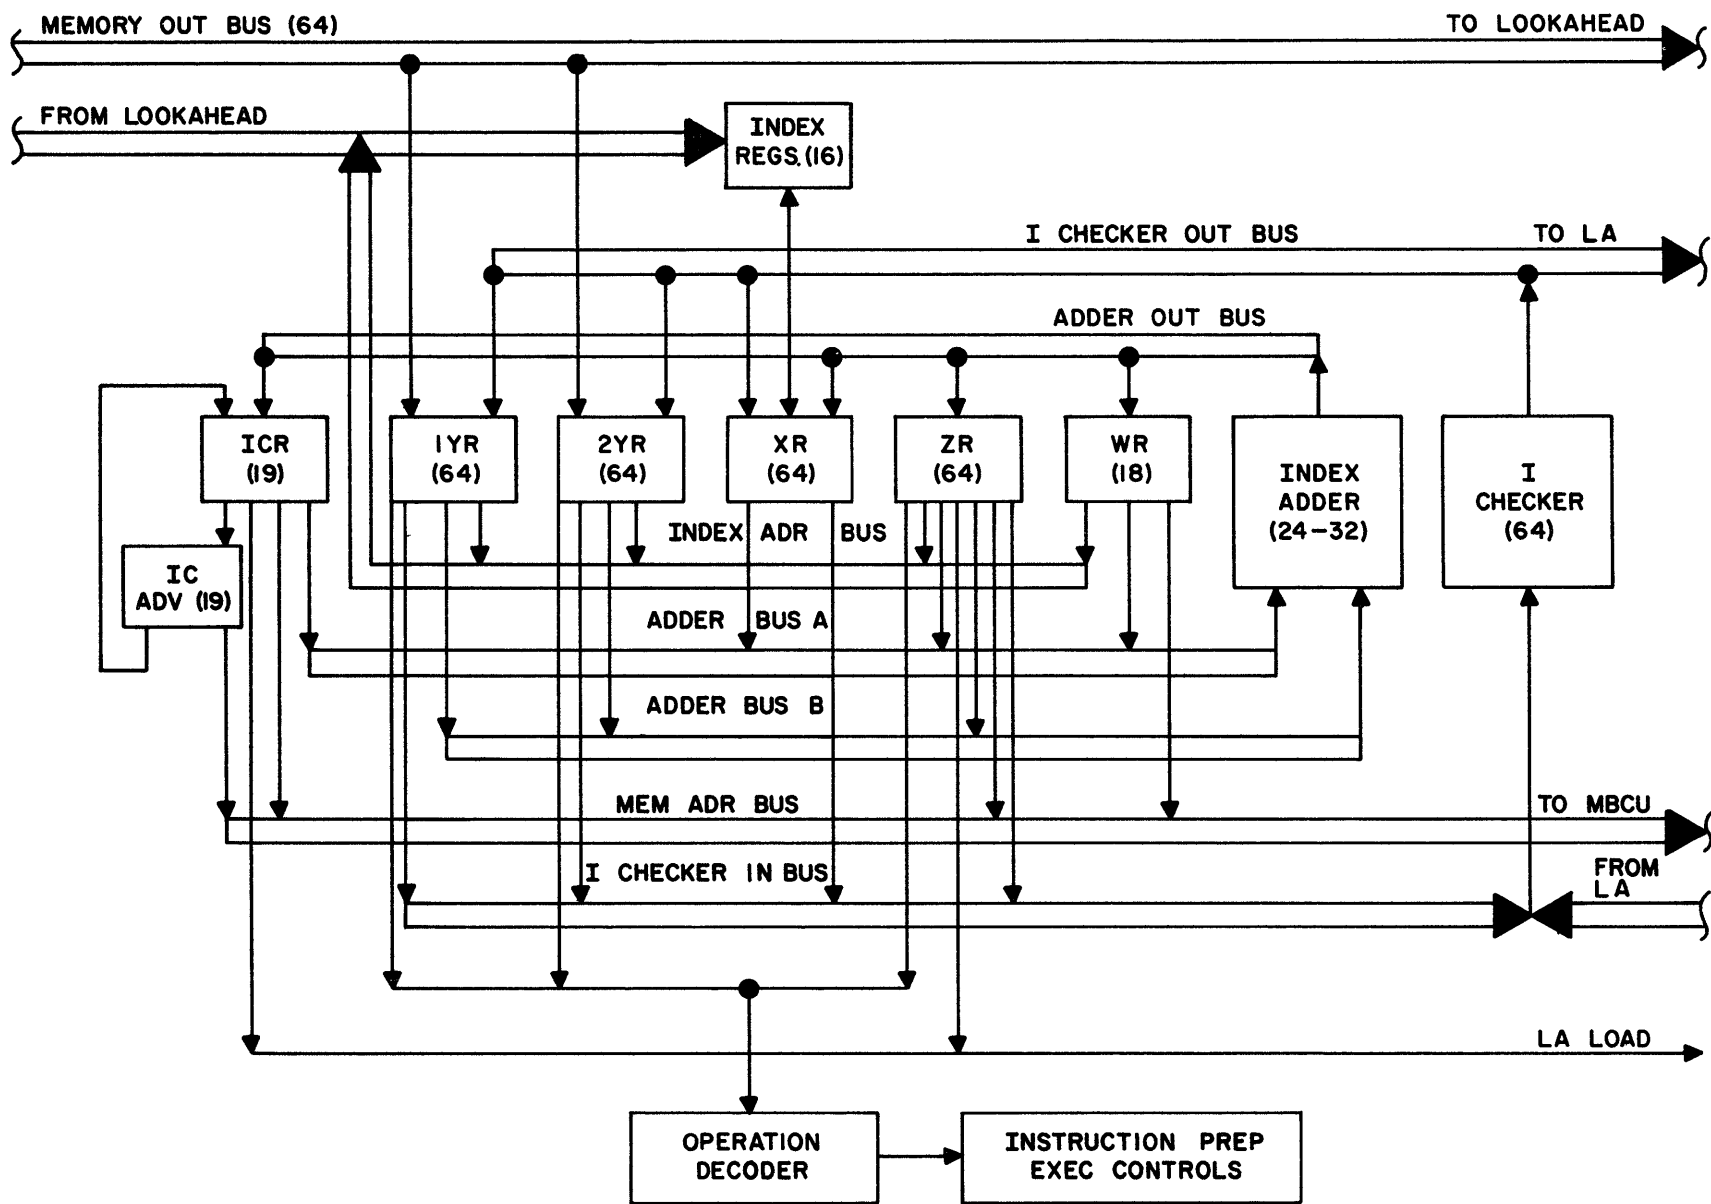 MEMORY OUT BUS (64)
TO LOOKAHEAD
FROM LOOKAHEAD
INDEX
REGS. (16)
I CHECKER OUT BUS
TO LA
ADDER OUT BUS
ICR
(19)
1YR
(64)
2YR
(64)
XR
(64)
ZR
(64)
WR
(18)
INDEX
ADDER
(24-32)
I
CHECKER
(64)
INDEX ADR BUS
IC
ADV (19)
ADDER BUS A
ADDER BUS B
MEM ADR BUS
TO MBCU
I CHECKER IN BUS
FROM
LA
LA LOAD
OPERATION
DECODER
INSTRUCTION PREP
EXEC CONTROLS